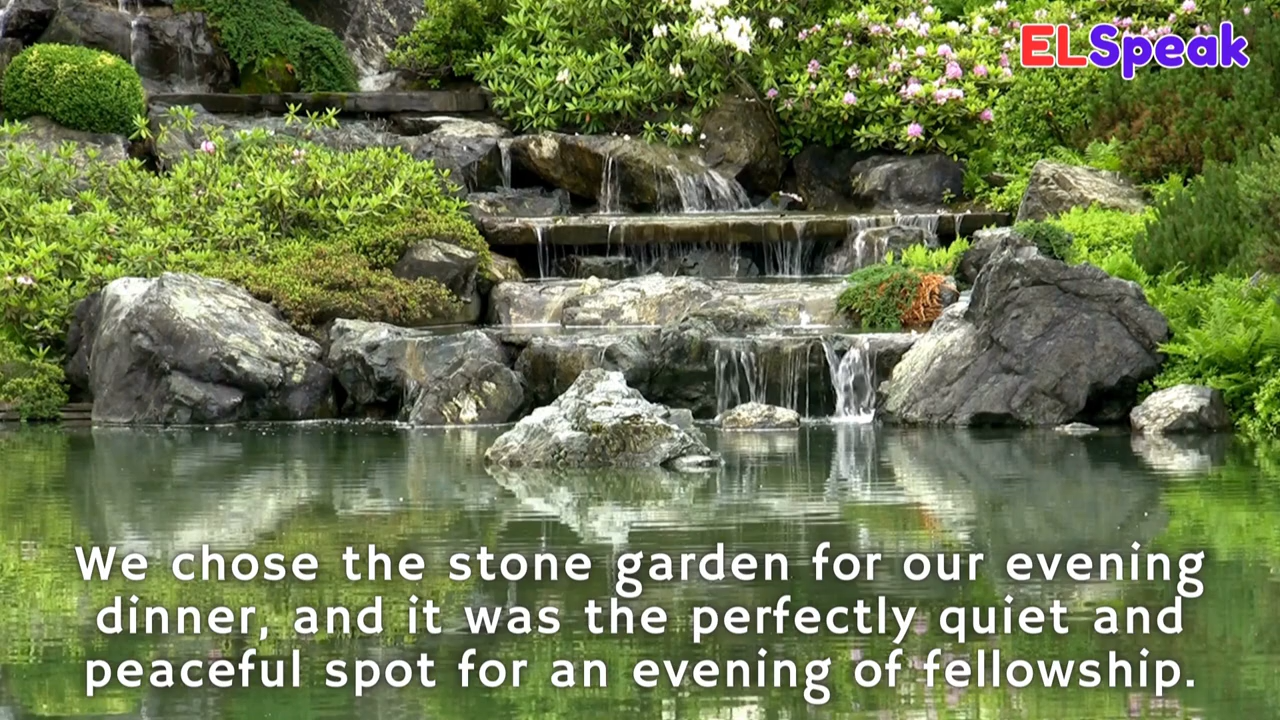 ELSpeak
We chose the stone garden for our evening
dinner, and it was the perfectly quiet and
peaceful spot for an evening of fellowship.